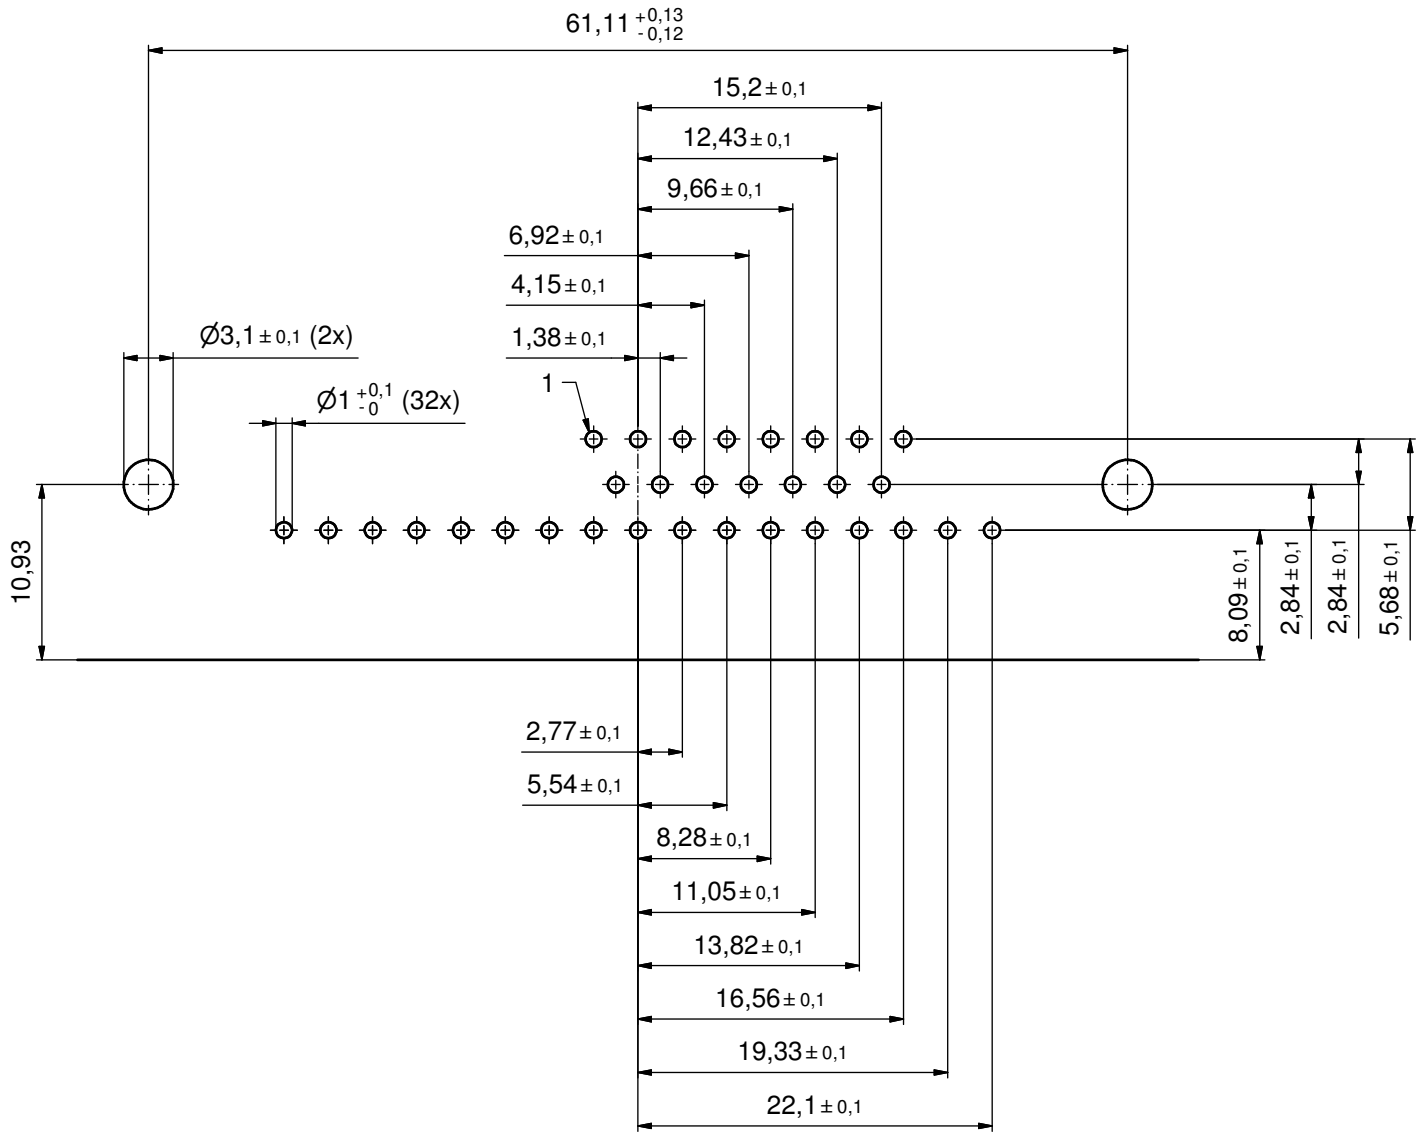 61,11 +0,13 -0,12
15,2 ± 0,1
12,43 ± 0,1
9,66 ± 0,1
6,92 ± 0,1
4,15 ± 0,1
Ø3,1 ± 0,1 (2x)
1,38 ± 0,1
1
Ø1 +0,1 -0 (32x)
10,93
8,09 ± 0,1
2,84 ± 0,1
2,84 ± 0,1
5,68 ± 0,1
2,77 ± 0,1
5,54 ± 0,1
8,28 ± 0,1
11,05 ± 0,1
13,82 ± 0,1
16,56 ± 0,1
19,33 ± 0,1
22,1 ± 0,1